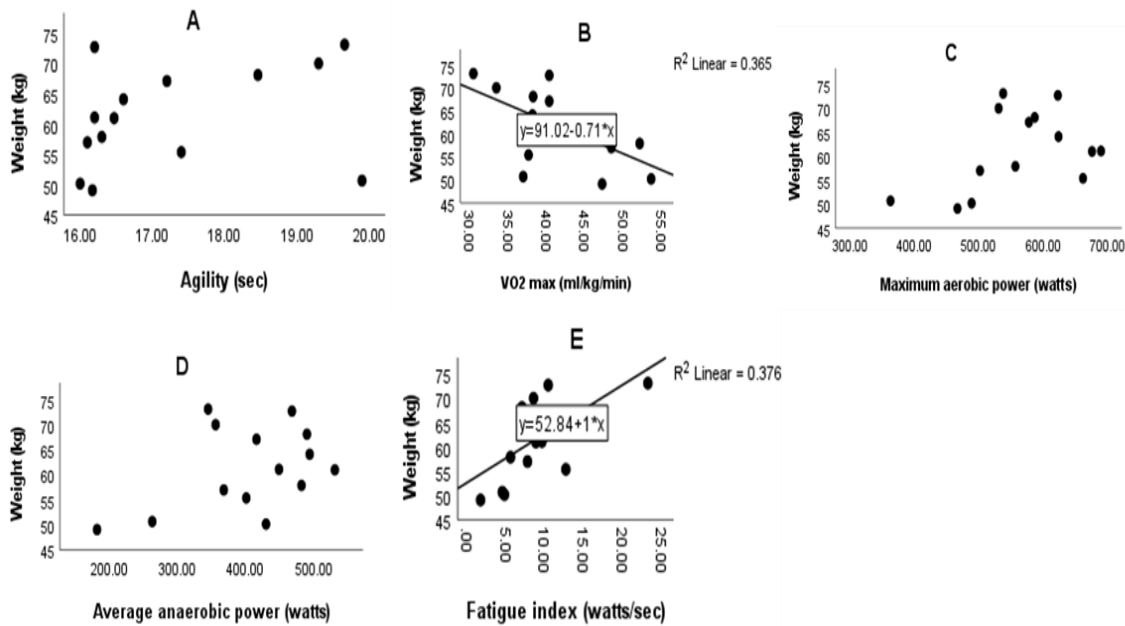 A
Weight (kg)
75
70
65
60
55
50
45
16.00 17.00 18.00 19.00 20.00
Agility (sec)
B
R2 Linear = 0.365
Weight (kg)
75
70
65
60
55
50
45
y=91.02-0.71*x
30.00 35.00 40.00 45.00 50.00 55.00
VO2 max (ml/kg/min)
C
Weight (kg)
75
70
65
60
55
50
45
300.00 400.00 500.00 600.00 700.00
Maximum aerobic power (watts)
D
Weight (kg)
75
70
65
60
55
50
45
200.00 300.00 400.00 500.00
Average anaerobic power (watts)
E
R2 Linear = 0.376
Weight (kg)
75
70
65
60
55
50
45
y=52.84+1*x
.00 5.00 10.00 15.00 20.00 25.00
Fatigue index (watts/sec)